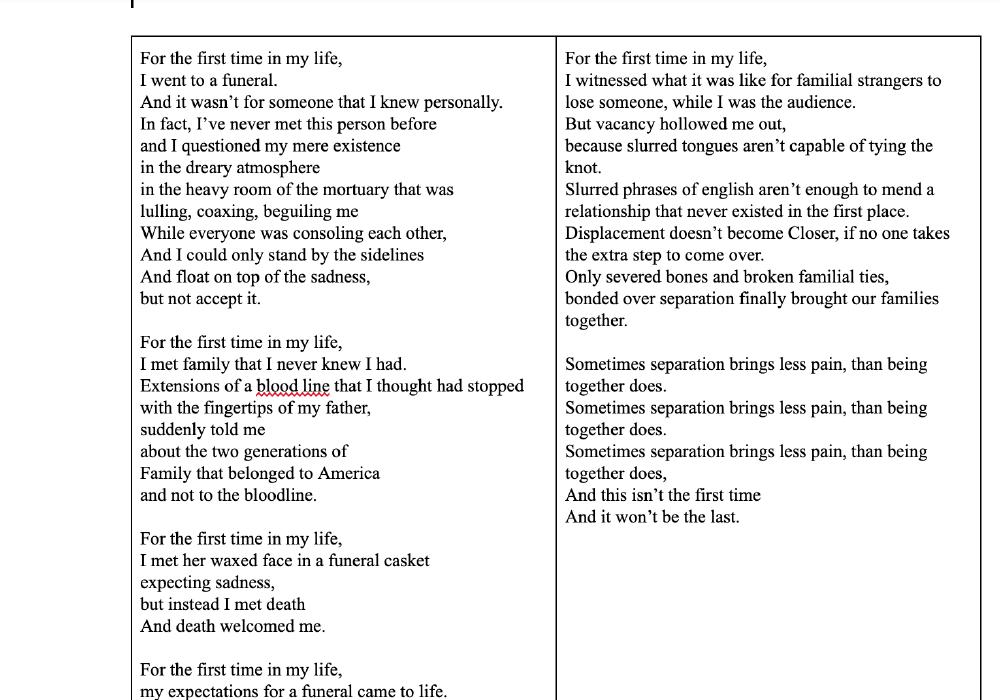 For the first time in my life,
I went to a funeral.
And it wasn’t for someone that I knew personally.
In fact, I’ve never met this person before
and I questioned my mere existence
in the dreary atmosphere
in the heavy room of the mortuary that was
lulling, coaxing, beguiling me
While everyone was consoling each other,
And I could only stand by the sidelines
And float on top of the sadness,
but not accept it.

For the first time in my life,
I met family that I never knew I had.
Extensions of a blood line that I thought had stopped
with the fingertips of my father,
suddenly told me
about the two generations of
Family that belonged to America
and not to the bloodline.

For the first time in my life,
I met her waxed face in a funeral casket
expecting sadness,
but instead I met death
And death welcomed me.

For the first time in my life,
my expectations for a funeral came to life.

For the first time in my life,
I witnessed what it was like for familial strangers to
lose someone, while I was the audience.
But vacancy hollowed me out,
because slurred tongues aren’t capable of tying the
knot.
Slurred phrases of english aren’t enough to mend a
relationship that never existed in the first place.
Displacement doesn’t become Closer, if no one takes
the extra step to come over.
Only severed bones and broken familial ties,
bonded over separation finally brought our families
together.

Sometimes separation brings less pain, than being
together does.
Sometimes separation brings less pain, than being
together does.
Sometimes separation brings less pain, than being
together does,
And this isn’t the first time
And it won’t be the last.